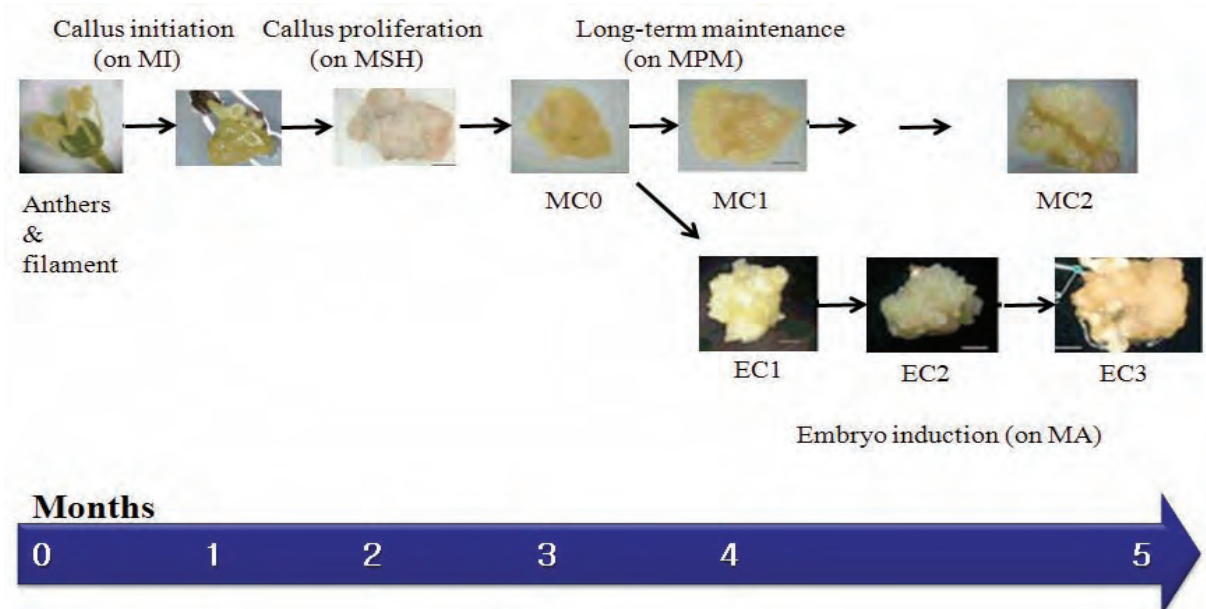 Callus initiation
(on MI)
Callus proliferation
(on MSH)
Long-term maintenance
(on MPM)
Anthers
&
filament
MC0
MC1
MC2
EC1
EC2
EC3
Embryo induction (on MA)
Months
0 1 2 3 4 5